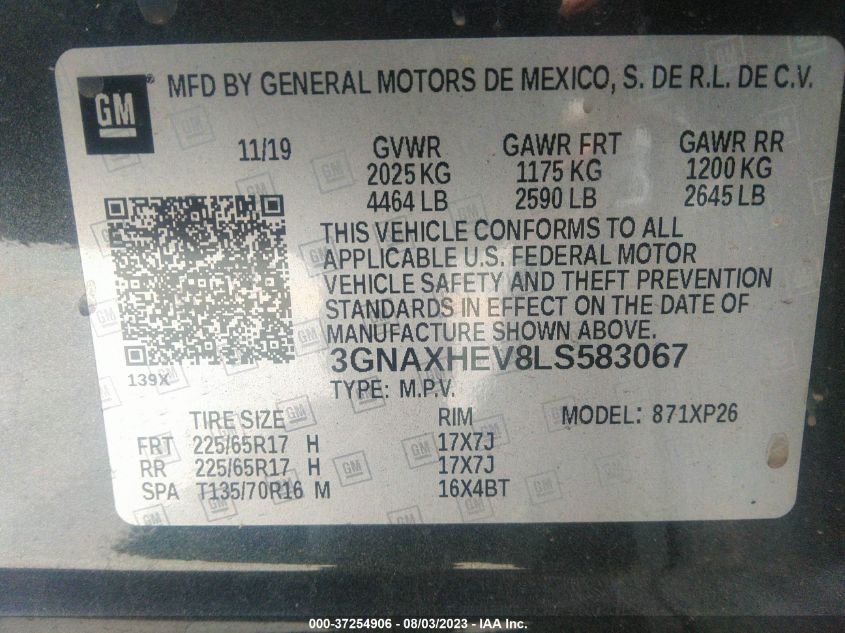 GM ® MFD BY GENERAL MOTORS DE MEXICO, S. DE R.L. DE C.V.
11/19 GVWR GAWR FRT GAWR RR
2025 KG 1175 KG 1200 KG
4464 LB 2590 LB 2645 LB
THIS VEHICLE CONFORMS TO ALL
APPLICABLE U.S. FEDERAL MOTOR
VEHICLE SAFETY AND THEFT PREVENTION
STANDARDS IN EFFECT ON THE DATE OF
MANUFACTURE SHOWN ABOVE.
3GNAXHEV8LS583067
139X
TYPE: M.P.V.
TIRE SIZE RIM MODEL: 871XP26
FRT 225/65R17 H 17X7J
RR 225/65R17 H 17X7J
SPA T135/70R16 M 16X4BT
000-37254906 - 08/03/2023 - IAA Inc.